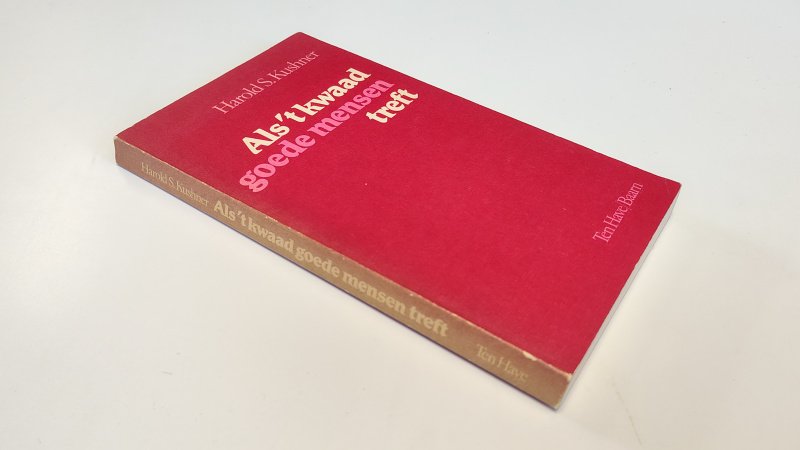 Harold S. Kushner
Als 't kwaad
goede mensen
treft
Ten Have, Baarn
Harold S. Kushner Als 't kwaad goede mensen treft Ten Have